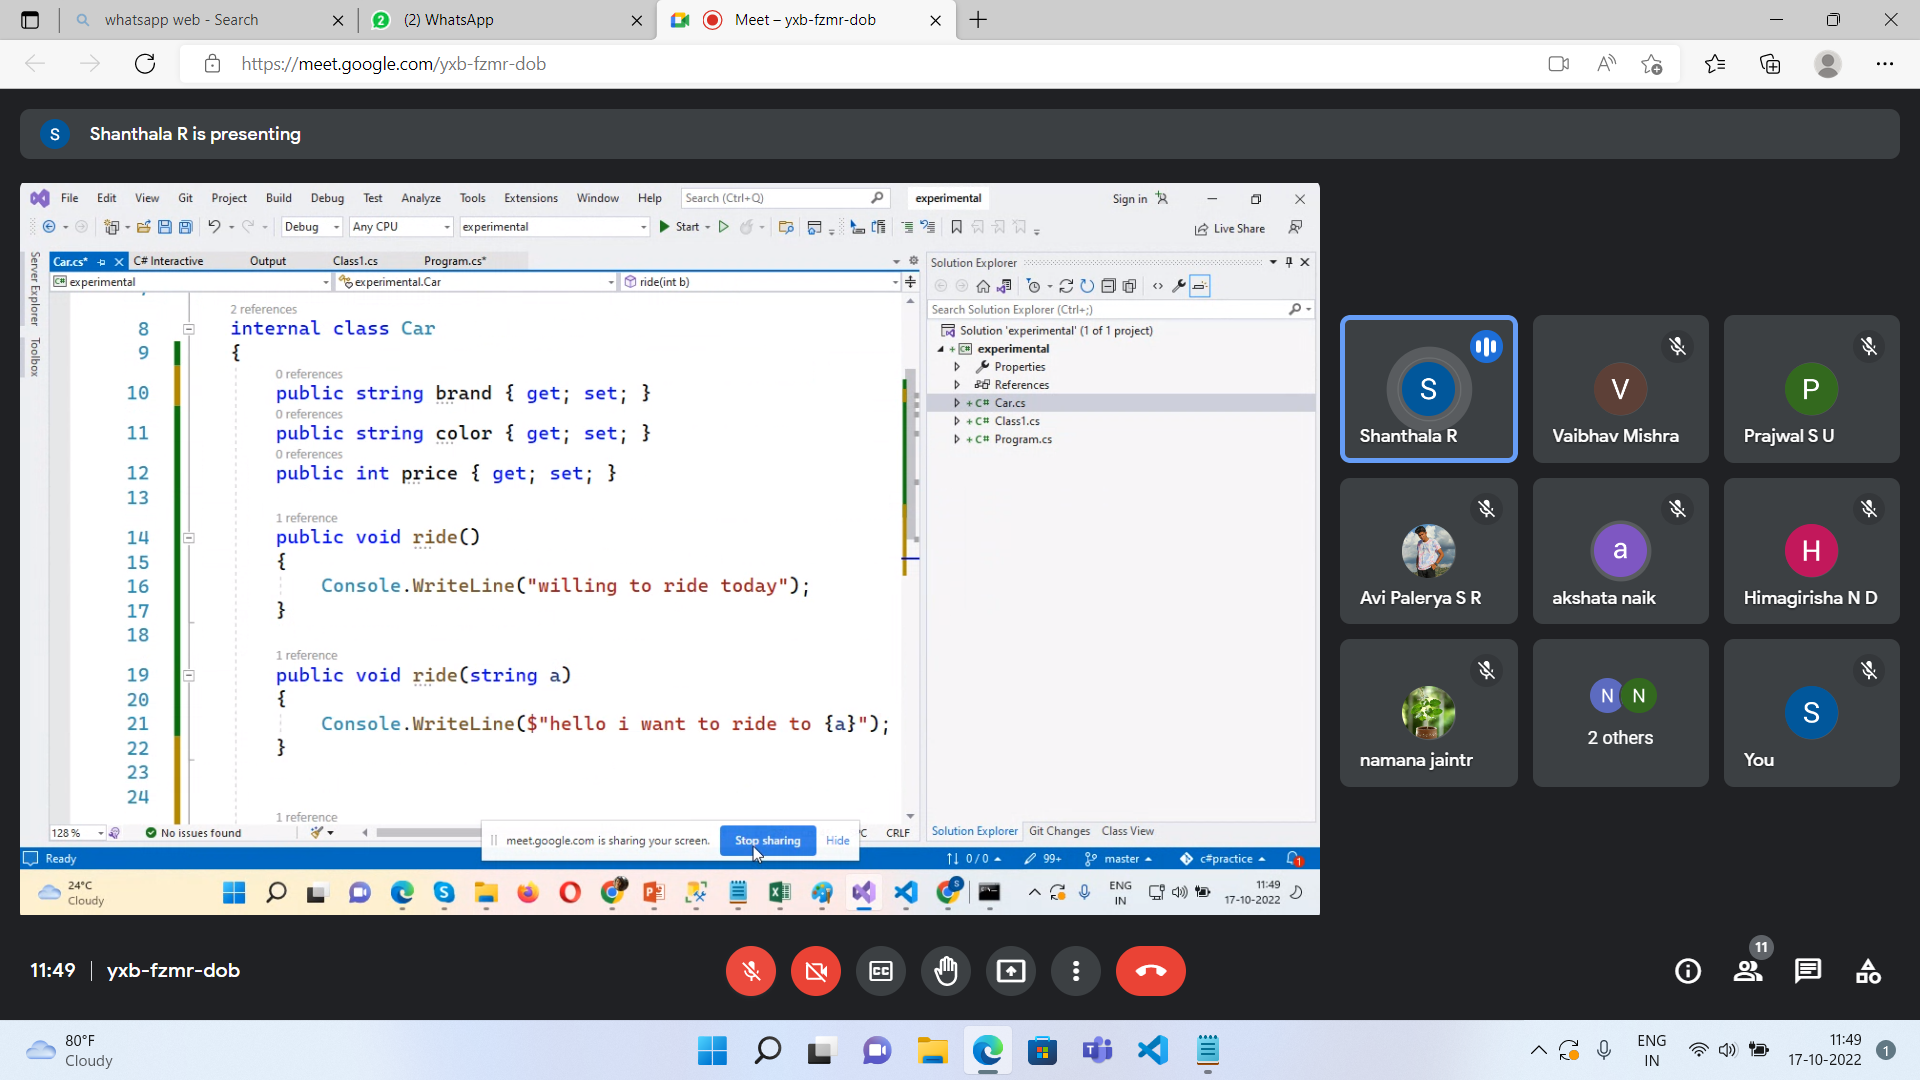 whatsapp web - Search
(2) WhatsApp
Meet – yxb-fzmr-dob
https://meet.google.com/yxb-fzmr-dob
S Shanthala R is presenting
File Edit View Git Project Build Debug Test Analyze Tools Extensions Window Help Search (Ctrl+Q) experimental Sign in
Debug Any CPU experimental Start Live Share
Server Explorer
Toolbox
Car.cs* C# Interactive Output Class1.cs Program.cs*
experimental experimental.Car ride(int b)
2 references
8 internal class Car
9 {
0 references
10 public string brand { get; set; }
0 references
11 public string color { get; set; }
0 references
12 public int price { get; set; }
13
1 reference
14 public void ride()
15 {
16 Console.WriteLine("willing to ride today");
17 }
18
1 reference
19 public void ride(string a)
20 {
21 Console.WriteLine($"hello i want to ride to {a}");
22 }
23
24
1 reference
128 % No issues found CRLF
meet.google.com is sharing your screen. Stop sharing Hide
Solution Explorer
Search Solution Explorer (Ctrl+;)
Solution 'experimental' (1 of 1 project)
experimental
Properties
References
C# Car.cs
C# Class1.cs
C# Program.cs
Solution Explorer Git Changes Class View
Ready 0 / 0 99+ master c#practice 1
24°C
Cloudy
ENG
IN
11:49
17-10-2022
S
Shanthala R
V
Vaibhav Mishra
P
Prajwal S U
Avi Palerya S R
a
akshata naik
H
Himagirisha N D
namana jaintr
N N
2 others
S
You
11:49 yxb-fzmr-dob
CC
11
80°F
Cloudy
ENG
IN
11:49
17-10-2022
1